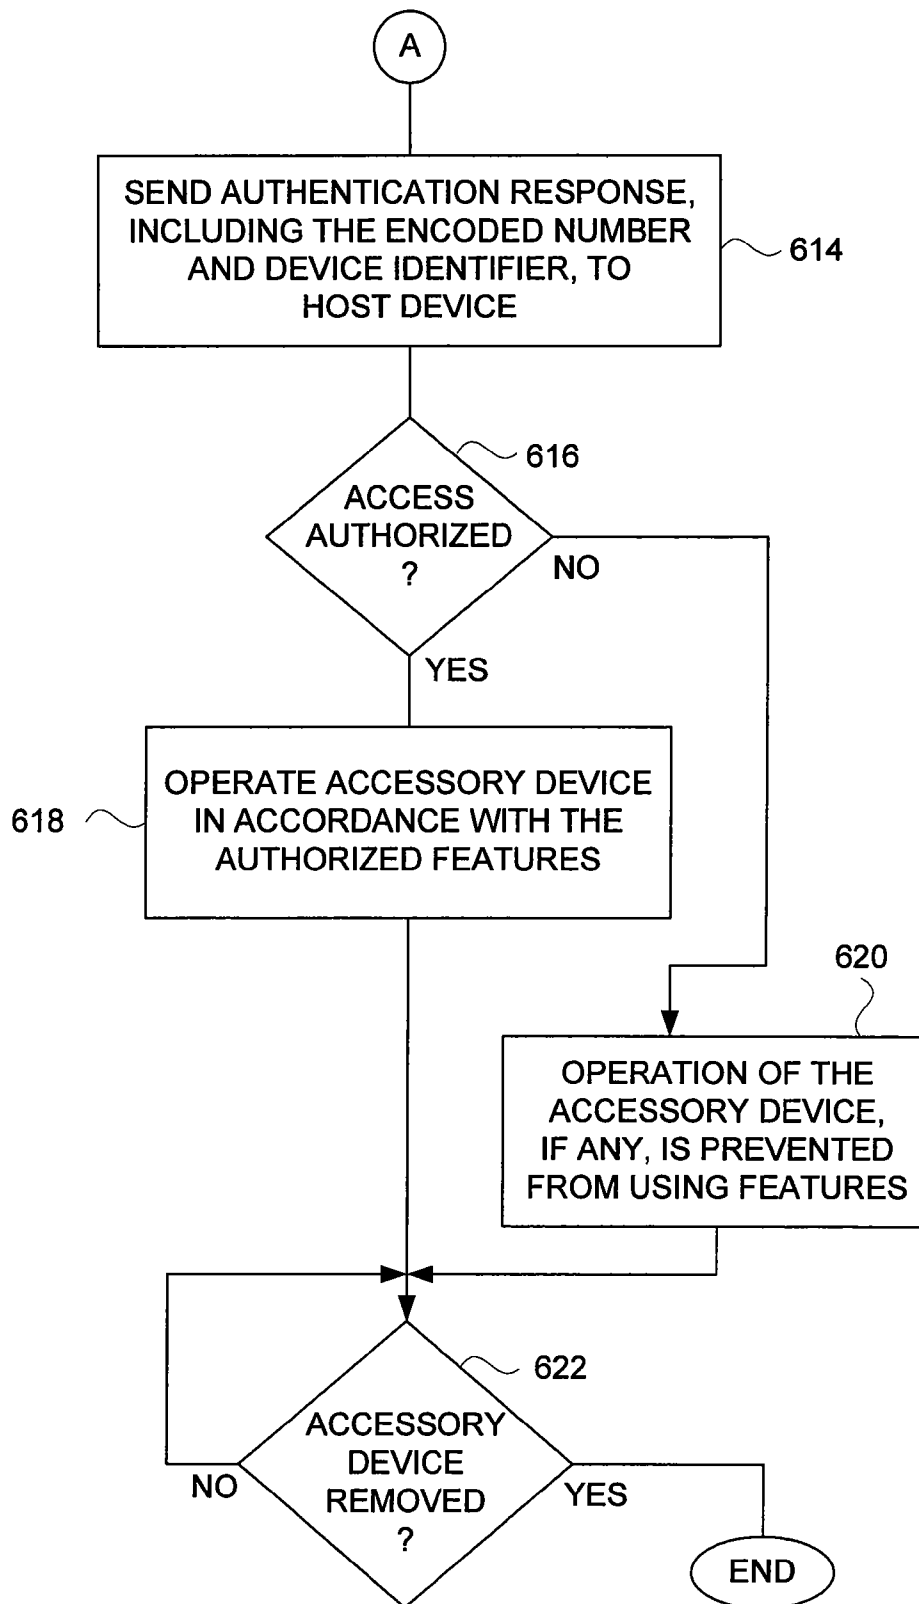 A
SEND AUTHENTICATION RESPONSE,
INCLUDING THE ENCODED NUMBER
AND DEVICE IDENTIFIER, TO
HOST DEVICE
614
616
ACCESS
AUTHORIZED
?
NO
YES
OPERATE ACCESSORY DEVICE
IN ACCORDANCE WITH THE
AUTHORIZED FEATURES
618
620
OPERATION OF THE
ACCESSORY DEVICE,
IF ANY, IS PREVENTED
FROM USING FEATURES
622
ACCESSORY
DEVICE
REMOVED
?
NO
YES
END